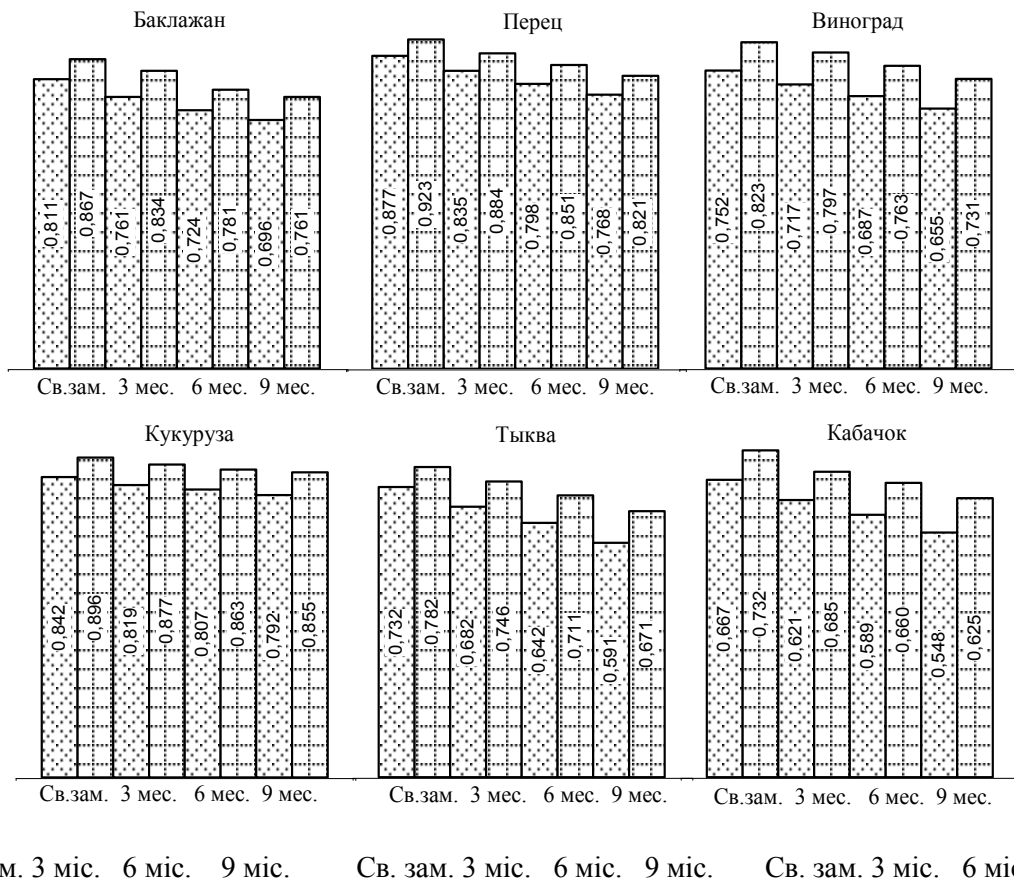 Баклажан
0,811 0,867 0,761 0,834 0,724 0,781 0,696 0,761
Св.зам. 3 мес. 6 мес. 9 мес.
Перец
0,877 0,923 0,835 0,884 0,798 0,851 0,768 0,821
Св.зам. 3 мес. 6 мес. 9 мес.
Виноград
0,752 0,823 0,717 0,797 0,687 0,763 0,655 0,731
Св.зам. 3 мес. 6 мес. 9 мес.
Кукуруза
0,842 0,896 0,819 0,877 0,807 0,863 0,792 0,855
Св.зам. 3 мес. 6 мес. 9 мес.
Тыква
0,732 0,782 0,682 0,746 0,642 0,711 0,591 0,671
Св.зам. 3 мес. 6 мес. 9 мес.
Кабачок
0,667 0,732 0,621 0,685 0,589 0,660 0,548 0,625
Св.зам. 3 мес. 6 мес. 9 мес.
м. 3 міс. 6 міс. 9 міс. Св. зам. 3 міс. 6 міс. 9 міс. Св. зам. 3 міс. 6 міс